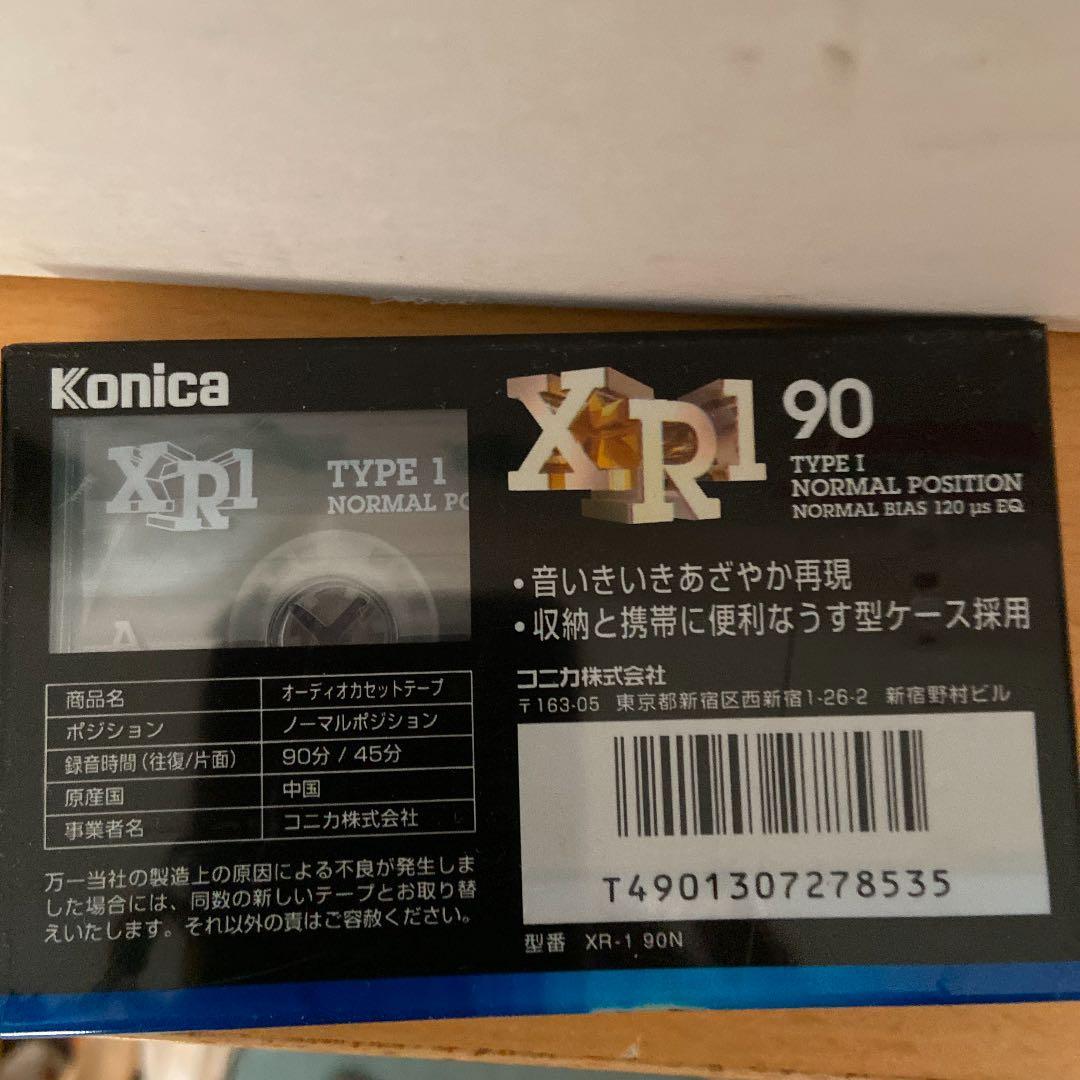 Konica
XR1
TYPE 1
NORMAL PO
A
XR1 90
TYPE I
NORMAL POSITION
NORMAL BIAS 120 μs EQ
・音いきいきあざやか再現
・収納と携帯に便利なうす型ケース採用
コニカ株式会社
〒163-05 東京都新宿区西新宿1-26-2 新宿野村ビル
商品名 オーディオカセットテープ
ポジション ノーマルポジション
録音時間(往復/片面) 90分/45分
原産国 中国
事業者名 コニカ株式会社
万一当社の製造上の原因による不良が発生しま
した場合には、同数の新しいテープとお取り替
えいたします。それ以外の責はご容赦ください。
T4901307278535
型番 XR-1 90N